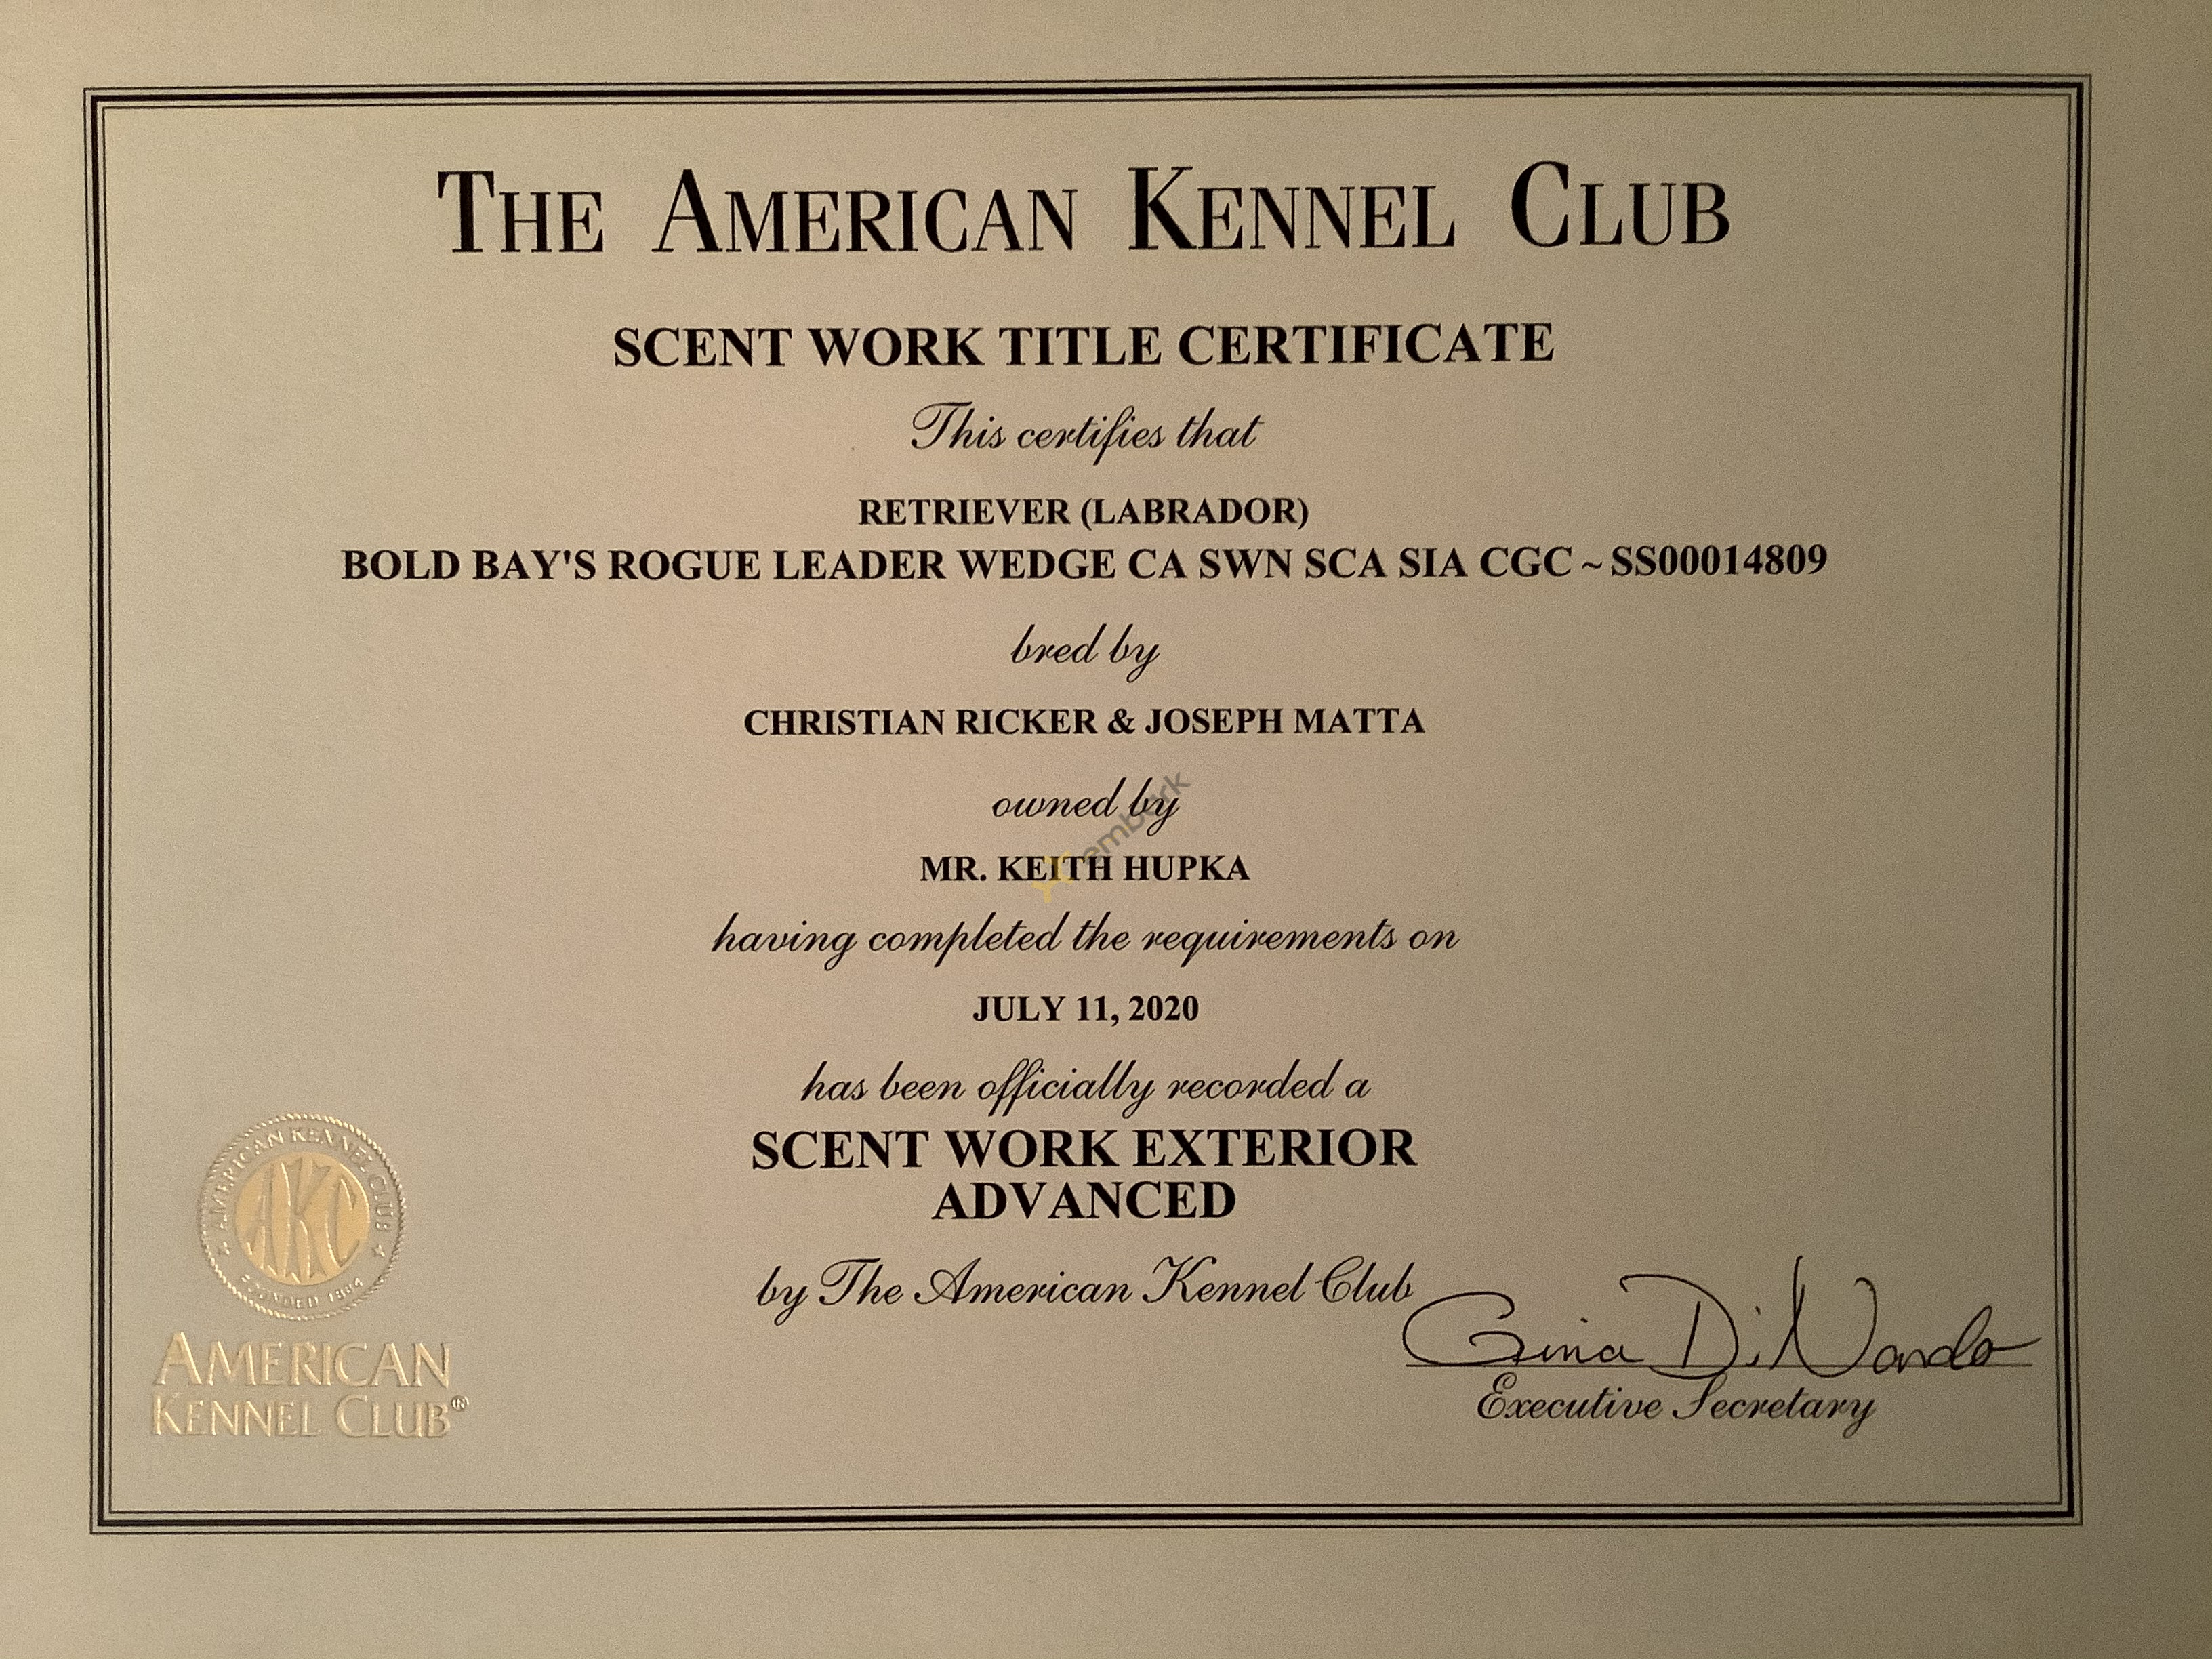 THE AMERICAN KENNEL CLUB
SCENT WORK TITLE CERTIFICATE
This certifies that
RETRIEVER (LABRADOR)
BOLD BAY'S ROGUE LEADER WEDGE CA SWN SCA SIA CGC ~ SS00014809
bred by
CHRISTIAN RICKER & JOSEPH MATTA
owned by
embark
MR. KEITH HUPKA
having completed the requirements on
JULY 11, 2020
has been officially recorded a
SCENT WORK EXTERIOR
ADVANCED
by The American Kennel Club
Gina DiNardo
Executive Secretary
AMERICAN KENNEL CLUB
AKC
FOUNDED 1884
AMERICAN
KENNEL CLUB®